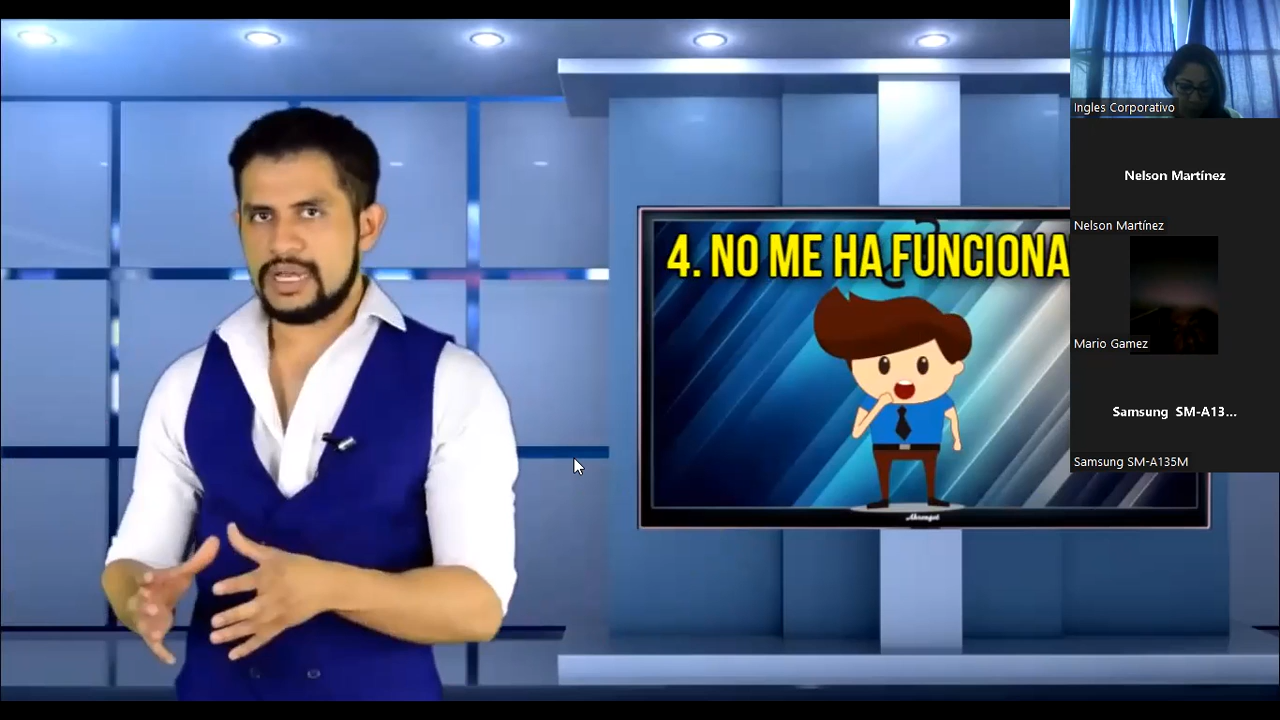 Ingles Corporativo
4. NO ME HA FUNCIONA
Nelson Martínez
Nelson Martínez
Mario Gamez
Samsung SM-A13...
Samsung SM-A135M